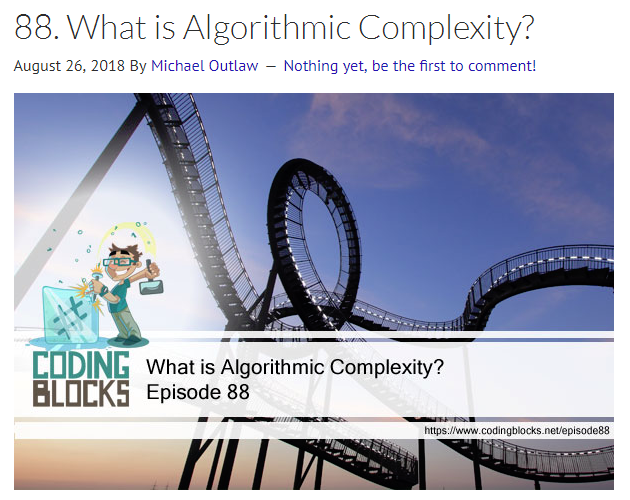 88. What is Algorithmic Complexity?
August 26, 2018 By Michael Outlaw — Nothing yet, be the first to comment!
CODING
BLOCKS
What is Algorithmic Complexity?
Episode 88
https://www.codingblocks.net/episode88